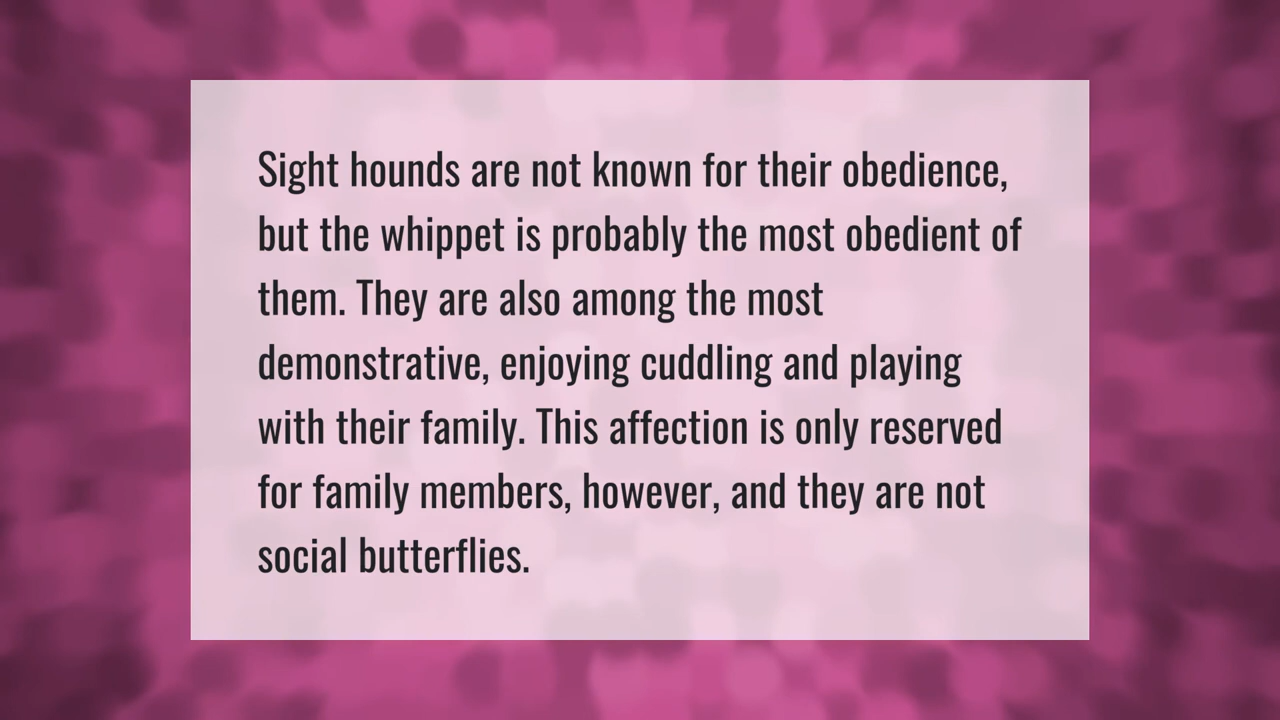 Sight hounds are not known for their obedience,
but the whippet is probably the most obedient of
them. They are also among the most
demonstrative, enjoying cuddling and playing
with their family. This affection is only reserved
for family members, however, and they are not
social butterflies.